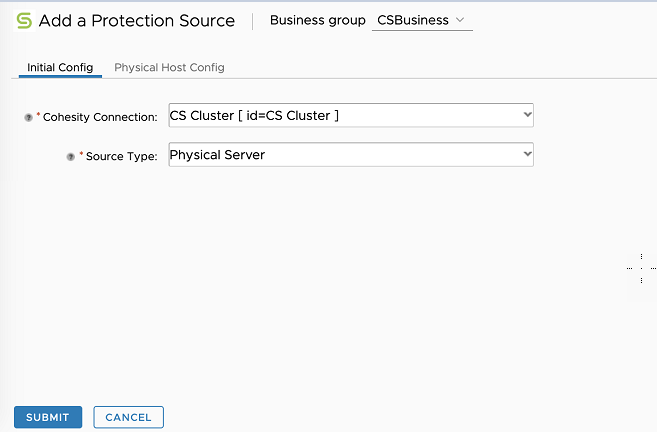 Add a Protection Source Business group CSBusiness
Initial Config Physical Host Config
* Cohesity Connection: CS Cluster [ id=CS Cluster ]
* Source Type: Physical Server
SUBMIT CANCEL